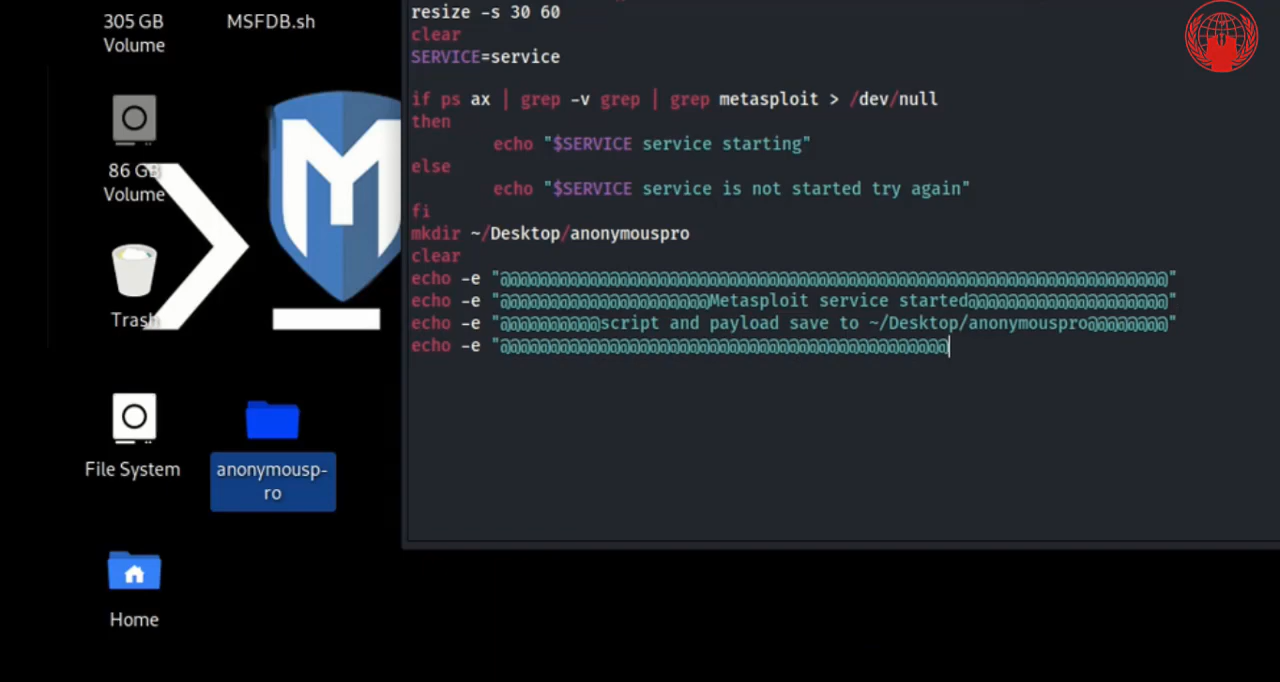 305 GB
Volume
MSFDB.sh
86 GB
Volume
Trash
File System
anonymousp-
ro
Home
resize -s 30 60
clear
SERVICE=service
if ps ax | grep -v grep | grep metasploit > /dev/null
then
echo "$SERVICE service starting"
else
echo "$SERVICE service is not started try again"
fi
mkdir ~/Desktop/anonymouspro
clear
echo -e "@@@@@@@@@@@@@@@@@@@@@@@@@@@@@@@@@@@@@@@@@@@@@@@@@@@@@@@@@@@@@@@@@@@"
echo -e "@@@@@@@@@@@@@@@@@@@@@Metasploit service started@@@@@@@@@@@@@@@@@@@@"
echo -e "@@@@@@@@@@script and payload save to ~/Desktop/anonymouspro@@@@@@@@"
echo -e "@@@@@@@@@@@@@@@@@@@@@@@@@@@@@@@@@@@@@@@@@@@@@